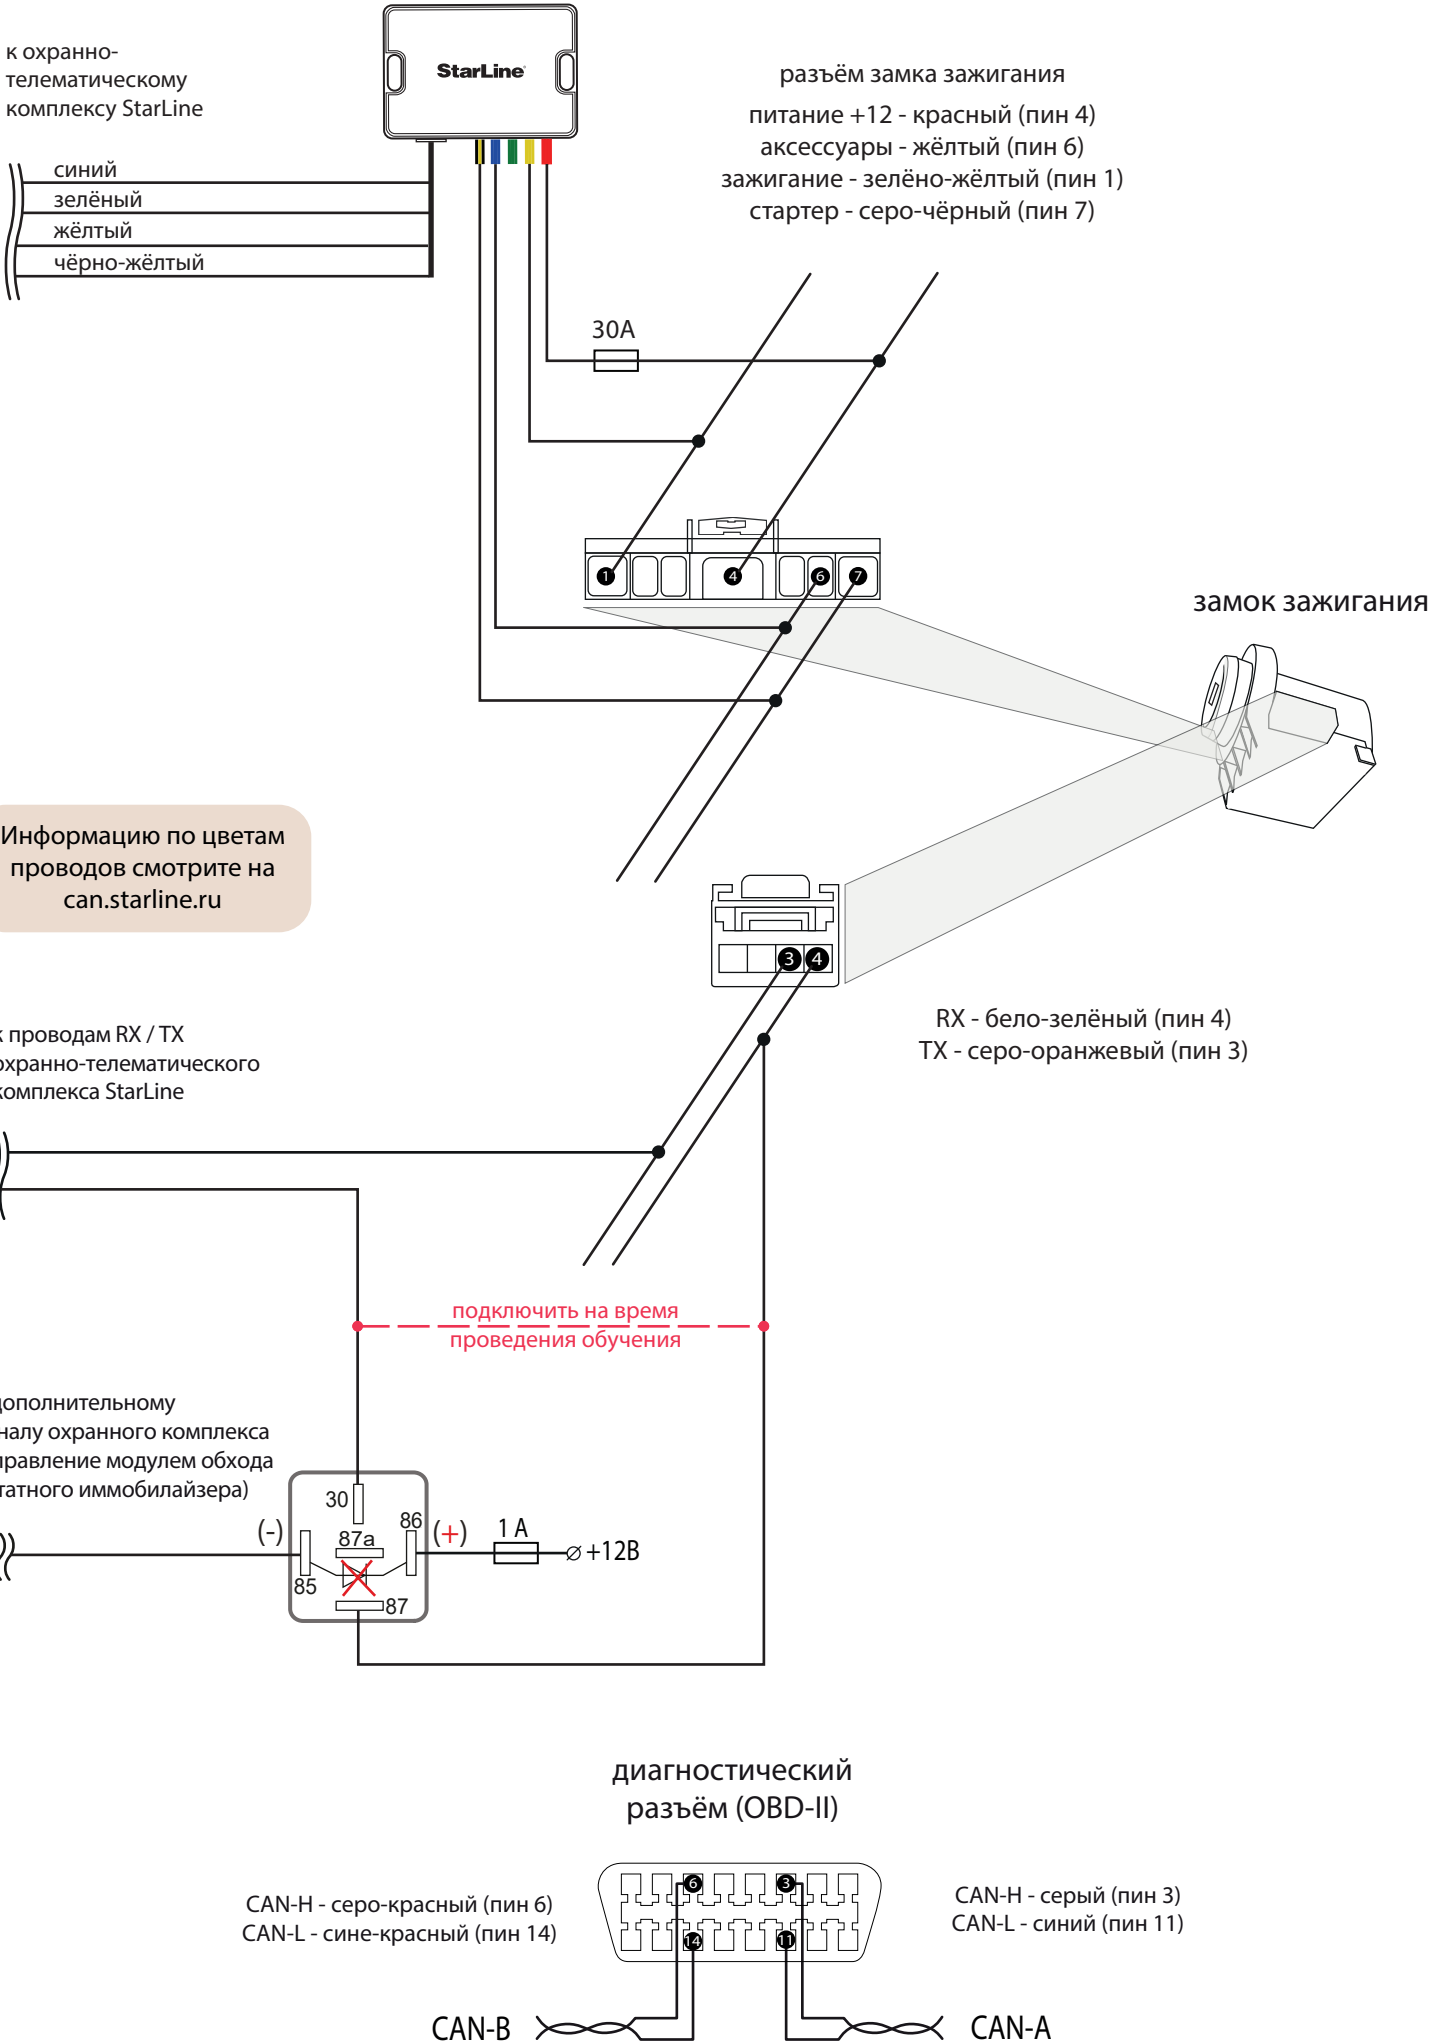 к охранно-
телематическому
комплексу StarLine
StarLine
синий
зелёный
жёлтый
чёрно-жёлтый
разъём замка зажигания
питание +12 - красный (пин 4)
аксессуары - жёлтый (пин 6)
зажигание - зелёно-жёлтый (пин 1)
стартер - серо-чёрный (пин 7)
30A
1
4
6
7
замок зажигания
Информацию по цветам
проводов смотрите на
can.starline.ru
3
4
RX - бело-зелёный (пин 4)
TX - серо-оранжевый (пин 3)
к проводам RX / TX
охранно-телематического
комплекса StarLine
подключить на время
проведения обучения
дополнительному
налу охранного комплекса
правление модулем обхода
татного иммобилайзера)
30
(-)
87a
86
(+)
1 A
+12В
85
87
диагностический
разъём (OBD-II)
CAN-H - серо-красный (пин 6)
CAN-L - сине-красный (пин 14)
6
3
14
11
CAN-H - серый (пин 3)
CAN-L - синий (пин 11)
CAN-B
CAN-A